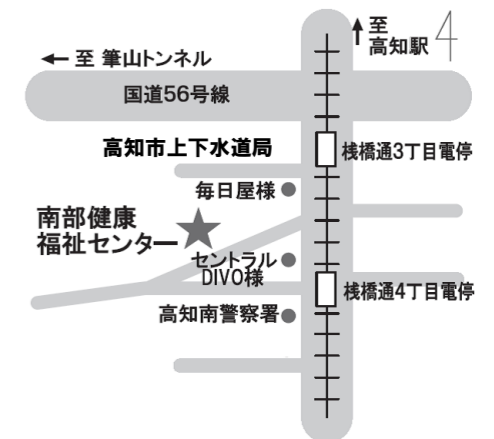 至
高知駅
← 至 筆山トンネル
国道56号線
高知市上下水道局
桟橋通3丁目電停
毎日屋様
南部健康
福祉センター
セントラル
DIVO様
桟橋通4丁目電停
高知南警察署